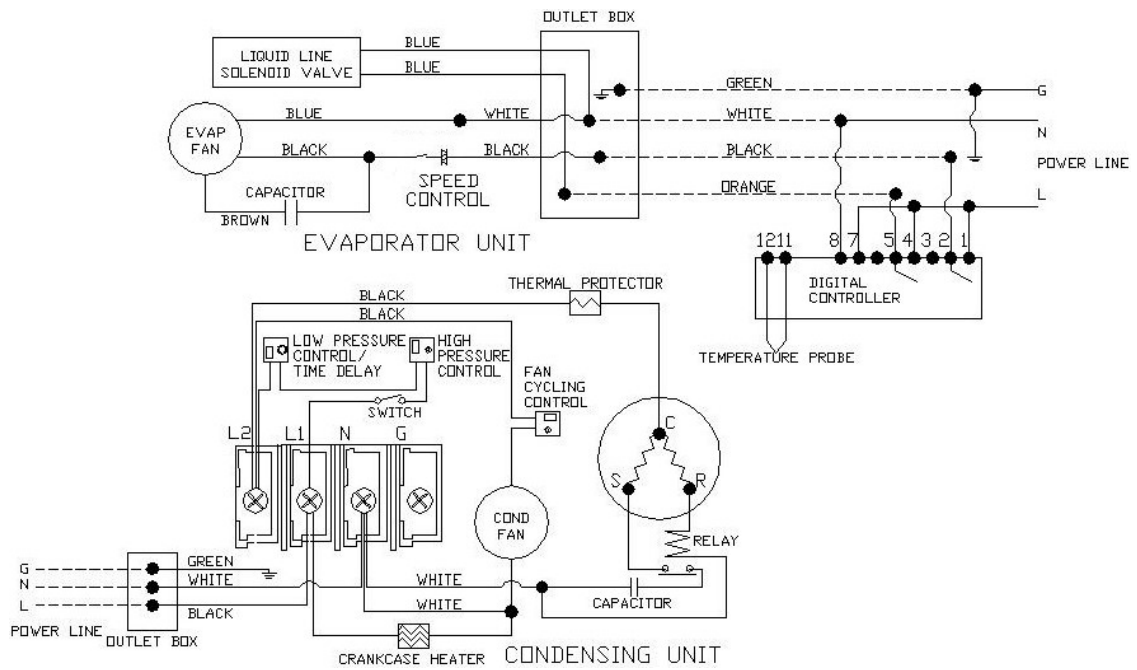 OUTLET BOX
BLUE
LIQUID LINE
SOLENOID VALVE
BLUE
GREEN
G
EVAP
FAN
BLUE
WHITE
WHITE
N
BLACK
BLACK
BLACK
POWER LINE
SPEED
CONTROL
CAPACITOR
BROWN
ORANGE
L
EVAPORATOR UNIT
12 11 8 7 5 4 3 2 1
DIGITAL
CONTROLLER
TEMPERATURE PROBE
THERMAL PROTECTOR
BLACK
BLACK
LOW PRESSURE
CONTROL/
TIME DELAY
HIGH
PRESSURE
CONTROL
FAN
CYCLING
CONTROL
SWITCH
L2 L1 N G
C
S R
COND
FAN
RELAY
G
N
L
GREEN
WHITE
BLACK
WHITE
WHITE
CAPACITOR
POWER LINE
OUTLET BOX
CRANKCASE HEATER
CONDENSING UNIT